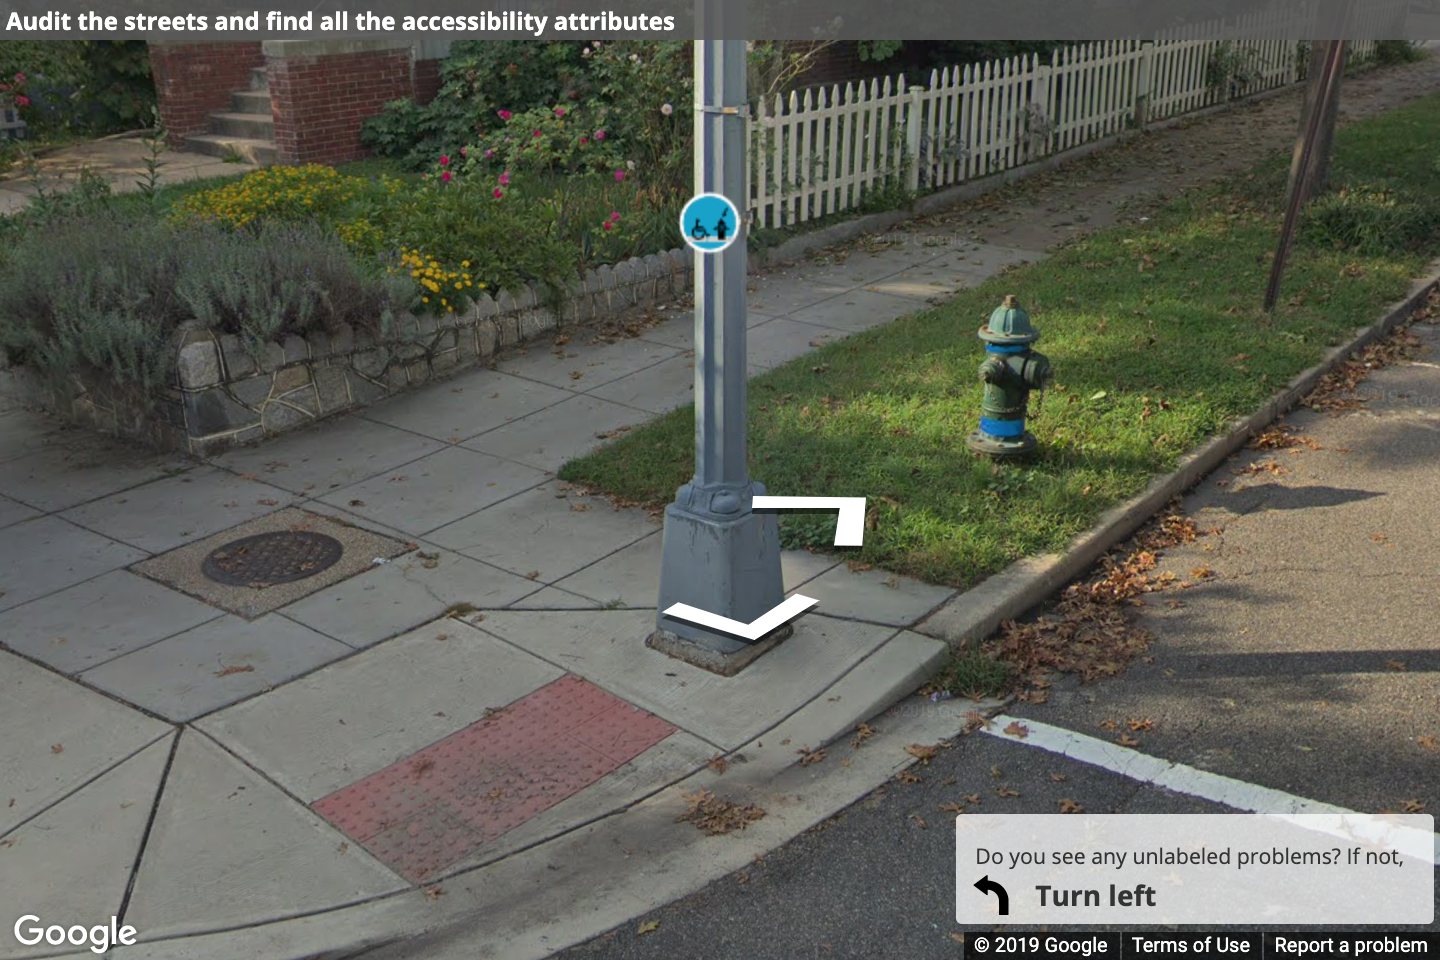 Audit the streets and find all the accessibility attributes
Do you see any unlabeled problems? If not,
Turn left
Google
© 2019 Google
Terms of Use
Report a problem